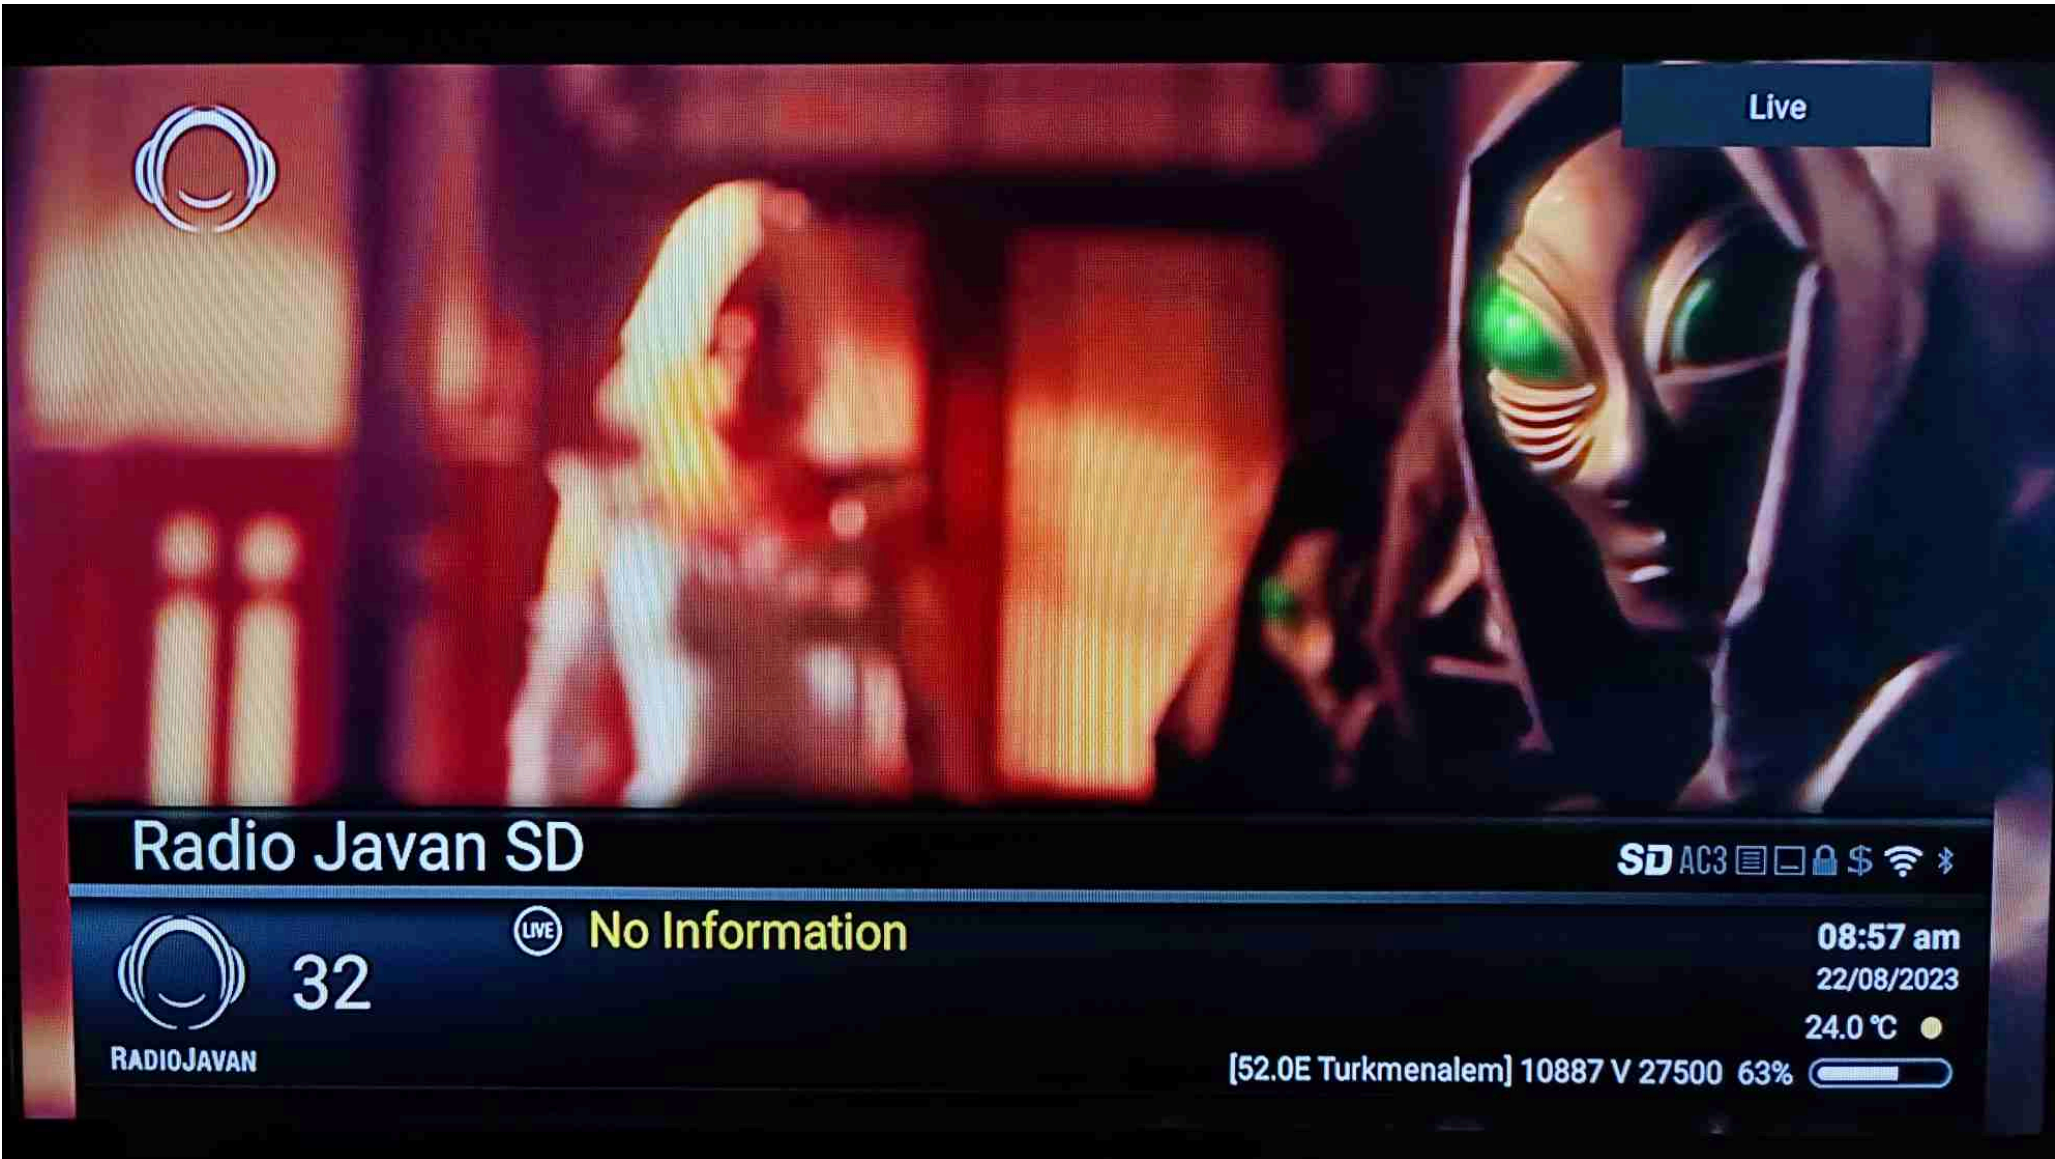 Live
Radio Javan SD
SD AC3 $
LIVE No Information
32
08:57 am
22/08/2023
24.0 °C
RADIOJAVAN
[52.0E Turkmenalem] 10887 V 27500 63%